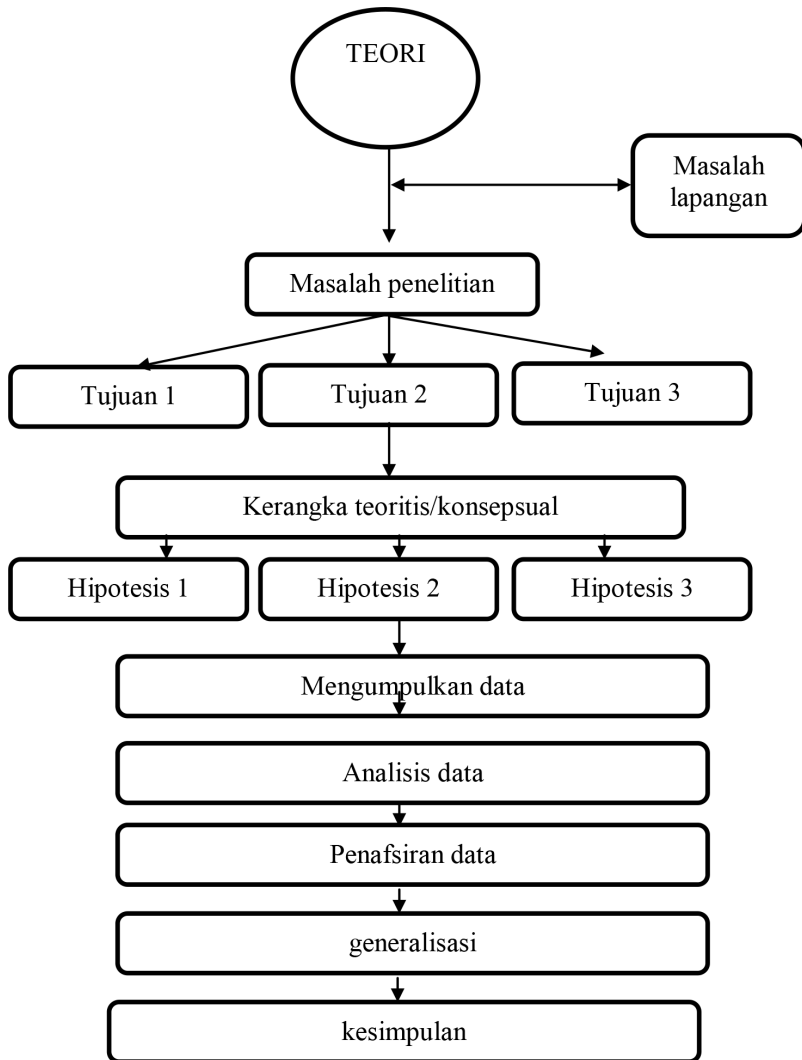 TEORI
Masalah
lapangan
Masalah penelitian
Tujuan 1
Tujuan 2
Tujuan 3
Kerangka teoritis/konsepsual
Hipotesis 1
Hipotesis 2
Hipotesis 3
Mengumpulkan data
Analisis data
Penafsiran data
generalisasi
kesimpulan